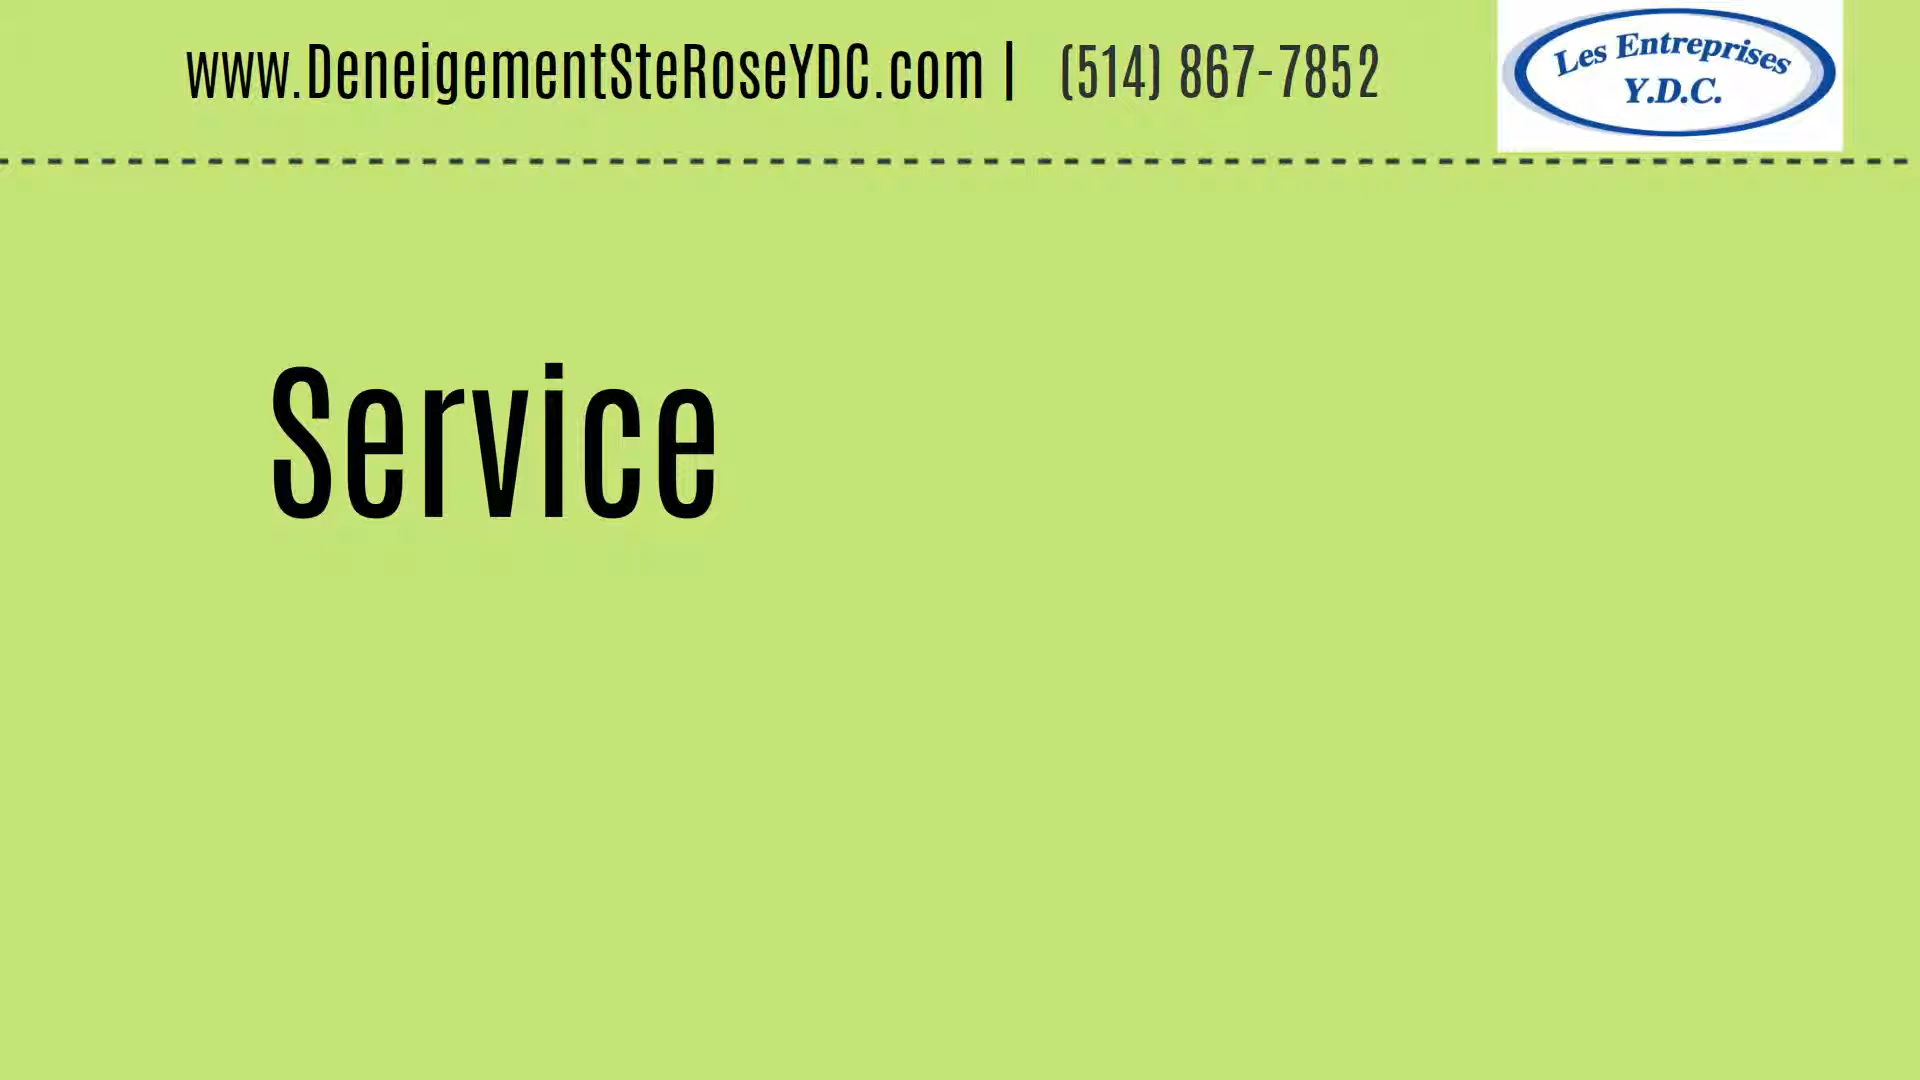 www.DeneigementSteRoseYDC.com | (514) 867-7852
Les Entreprises
Y.D.C.
Service